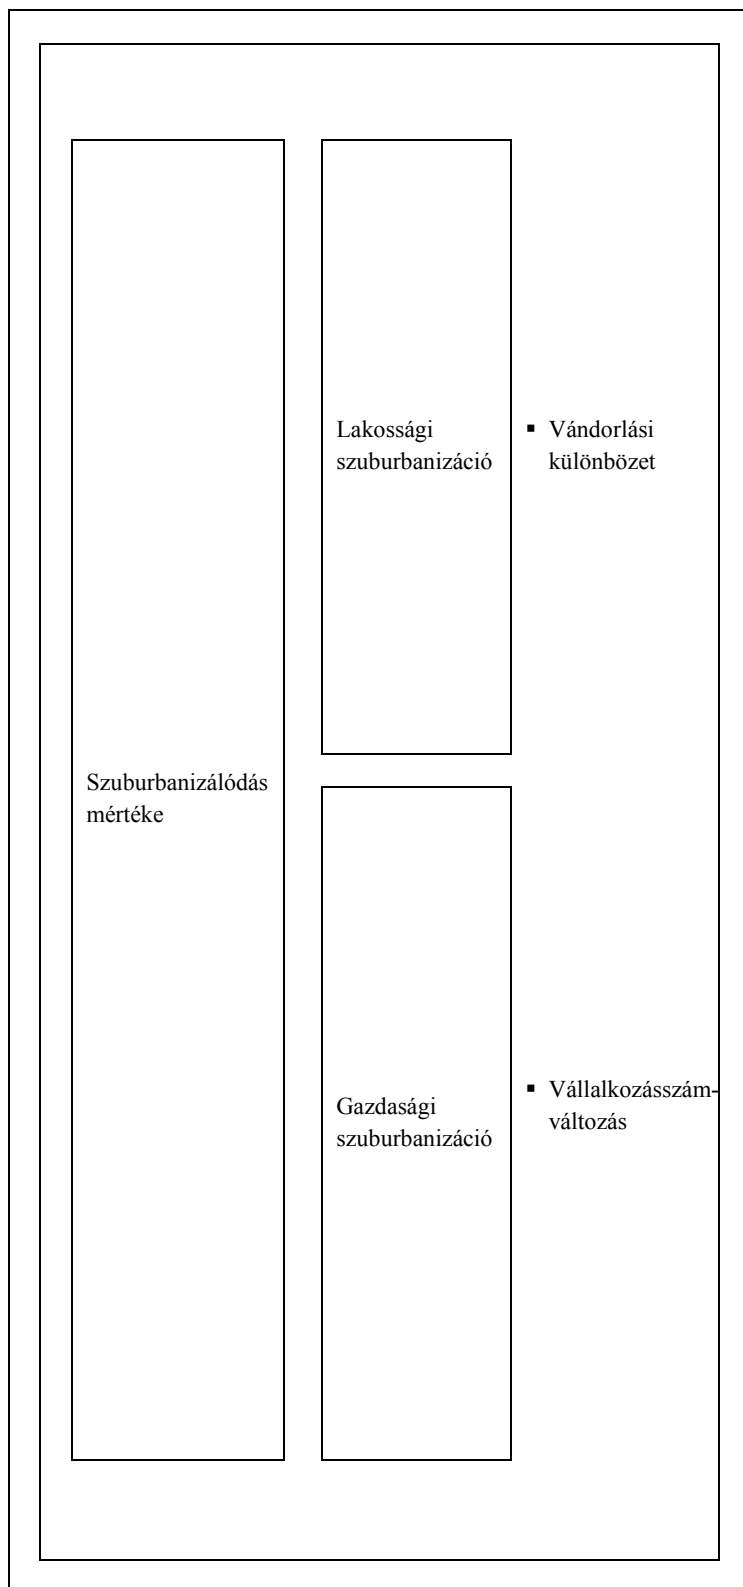 Lakossági
szuburbanizáció
▪ Vándorlási
különbözet
Szuburbanizálódás
mértéke
Gazdasági
szuburbanizáció
▪ Vállalkozásszám-
változás